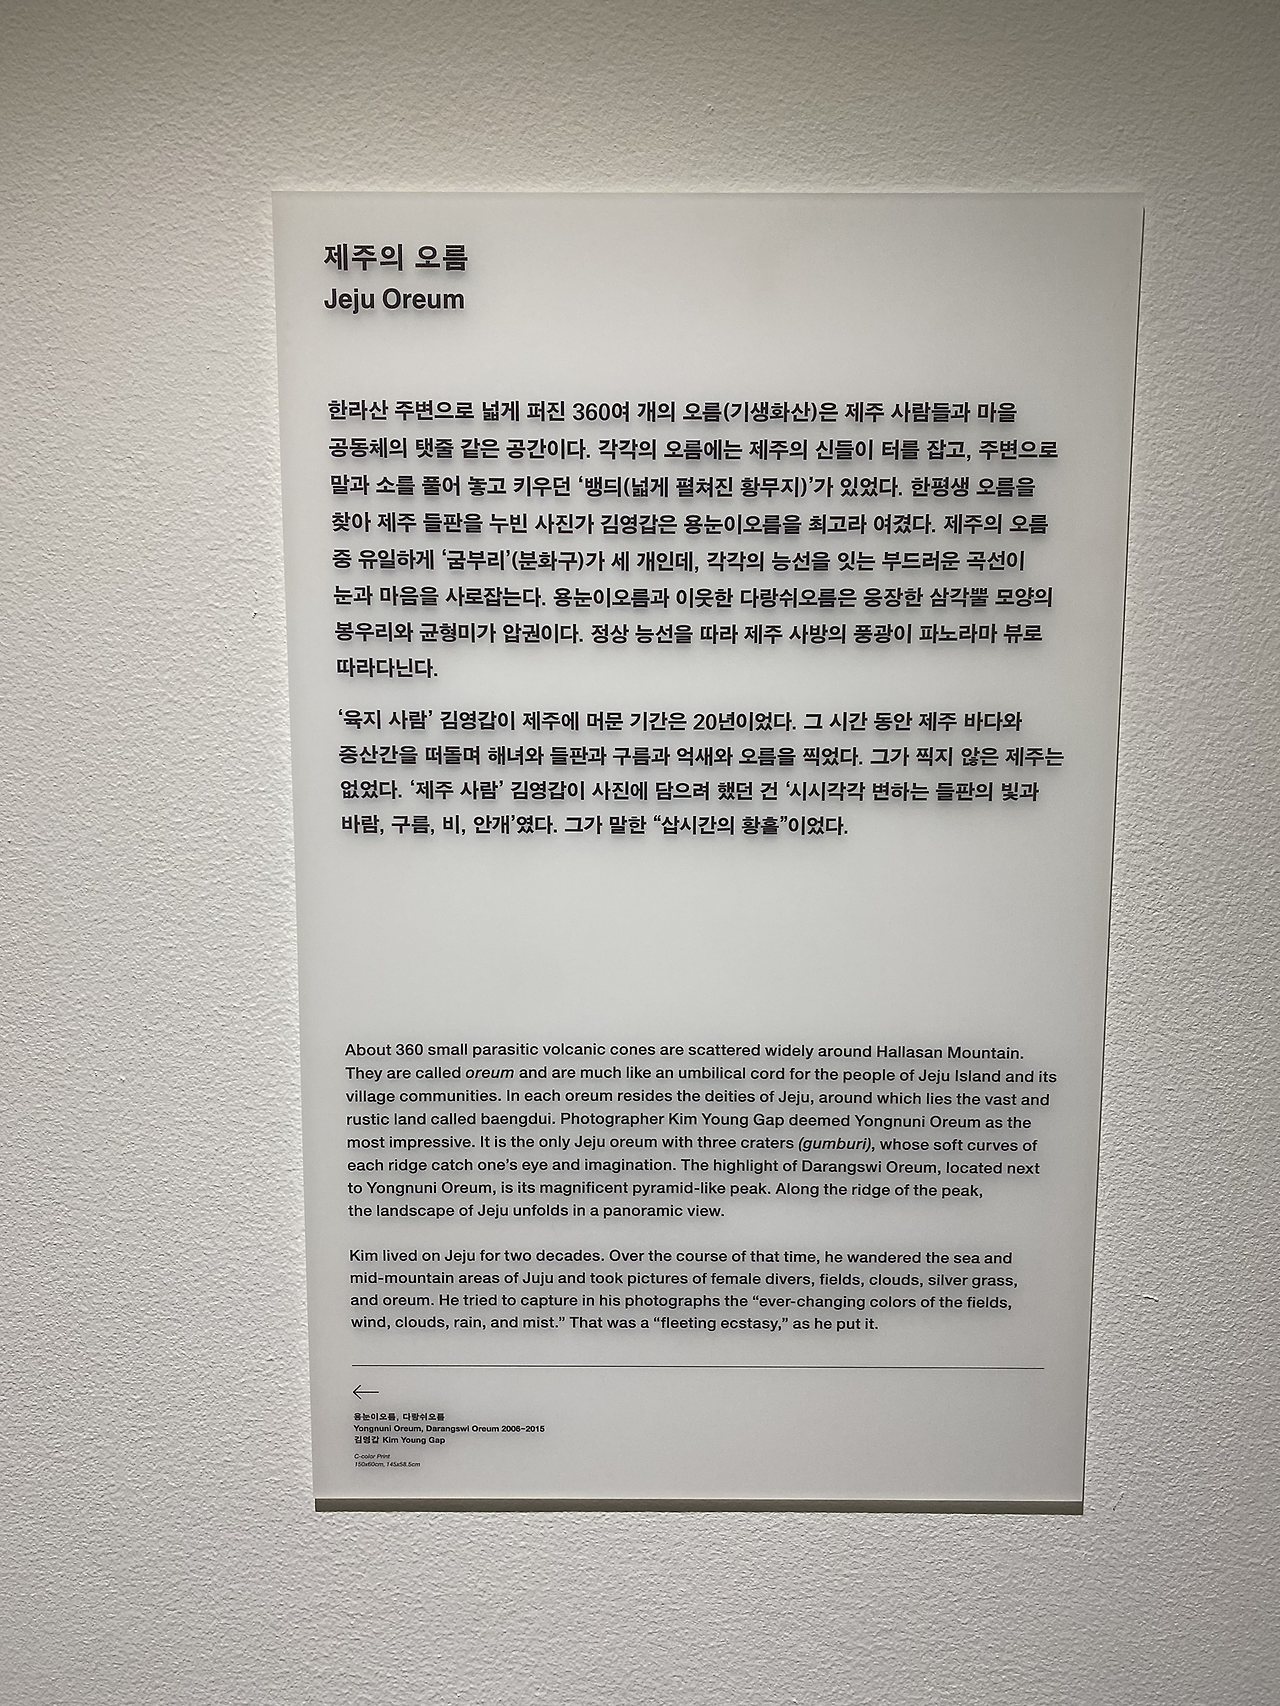 제주의 오름
Jeju Oreum
한라산 주변으로 넓게 퍼진 360여 개의 오름(기생화산)은 제주 사람들과 마을
공동체의 탯줄 같은 공간이다. 각각의 오름에는 제주의 신들이 터를 잡고, 주변으로
말과 소를 풀어 놓고 키우던 ‘뱅듸(넓게 펼쳐진 황무지)’가 있었다. 한평생 오름을
찾아 제주 들판을 누빈 사진가 김영갑은 용눈이오름을 최고라 여겼다. 제주의 오름
중 유일하게 ‘굼부리’(분화구)가 세 개인데, 각각의 능선을 잇는 부드러운 곡선이
눈과 마음을 사로잡는다. 용눈이오름과 이웃한 다랑쉬오름은 웅장한 삼각뿔 모양의
봉우리와 균형미가 압권이다. 정상 능선을 따라 제주 사방의 풍광이 파노라마 뷰로
따라다닌다.
‘육지 사람’ 김영갑이 제주에 머문 기간은 20년이었다. 그 시간 동안 제주 바다와
중산간을 떠돌며 해녀와 들판과 구름과 억새와 오름을 찍었다. 그가 찍지 않은 제주는
없었다. ‘제주 사람’ 김영갑이 사진에 담으려 했던 건 ‘시시각각 변하는 들판의 빛과
바람, 구름, 비, 안개’였다. 그가 말한 “삽시간의 황홀”이었다.
About 360 small parasitic volcanic cones are scattered widely around Hallasan Mountain.
They are called oreum and are much like an umbilical cord for the people of Jeju Island and its
village communities. In each oreum resides the deities of Jeju, around which lies the vast and
rustic land called baengdui. Photographer Kim Young Gap deemed Yongnuni Oreum as the
most impressive. It is the only Jeju oreum with three craters (gumburi), whose soft curves of
each ridge catch one’s eye and imagination. The highlight of Darangswi Oreum, located next
to Yongnuni Oreum, is its magnificent pyramid-like peak. Along the ridge of the peak,
the landscape of Jeju unfolds in a panoramic view.
Kim lived on Jeju for two decades. Over the course of that time, he wandered the sea and
mid-mountain areas of Juju and took pictures of female divers, fields, clouds, silver grass,
and oreum. He tried to capture in his photographs the “ever-changing colors of the fields,
wind, clouds, rain, and mist.” That was a “fleeting ecstasy,” as he put it.
←
용눈이오름, 다랑쉬오름
Yongnuni Oreum, Darangswi Oreum 2006–2015
김영갑 Kim Young Gap
C-color Print
150x60cm, 145x58.5cm